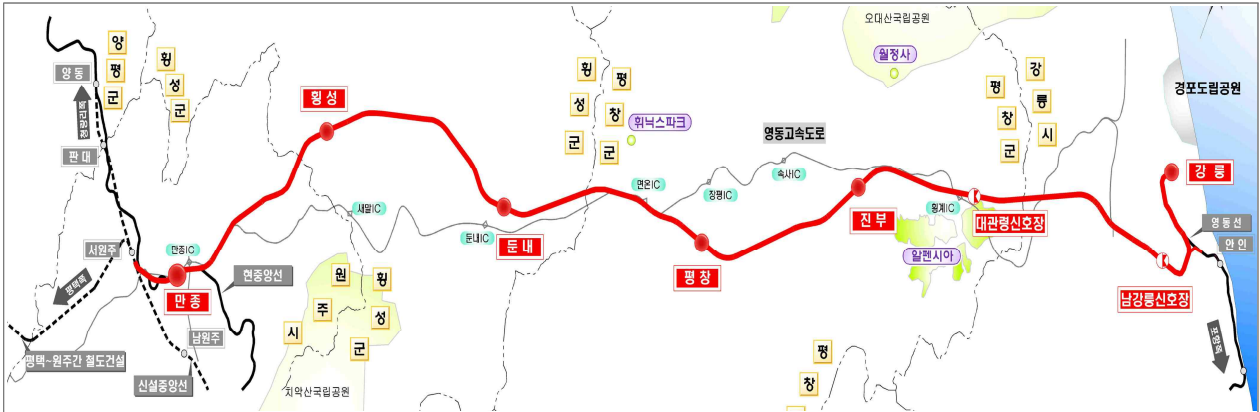 양평군
횡성군
양동
청량리쪽
판대
서원주
평택쪽
평택~원주간 철도건설
만종IC
만종
현중앙선
남원주
신설중앙선
횡성
새말IC
원주시
횡성군
치악산국립공원
둔내IC
둔내
횡성군
평창군
휘닉스파크
면온IC
장평IC
평창
영동고속도로
속사IC
오대산국립공원
월정사
진부
횡계IC
대관령신호장
알펜시아
평창군
강릉시
평창
군
경포도립공원
강릉
영동선
안인
남강릉신호장
포항쪽